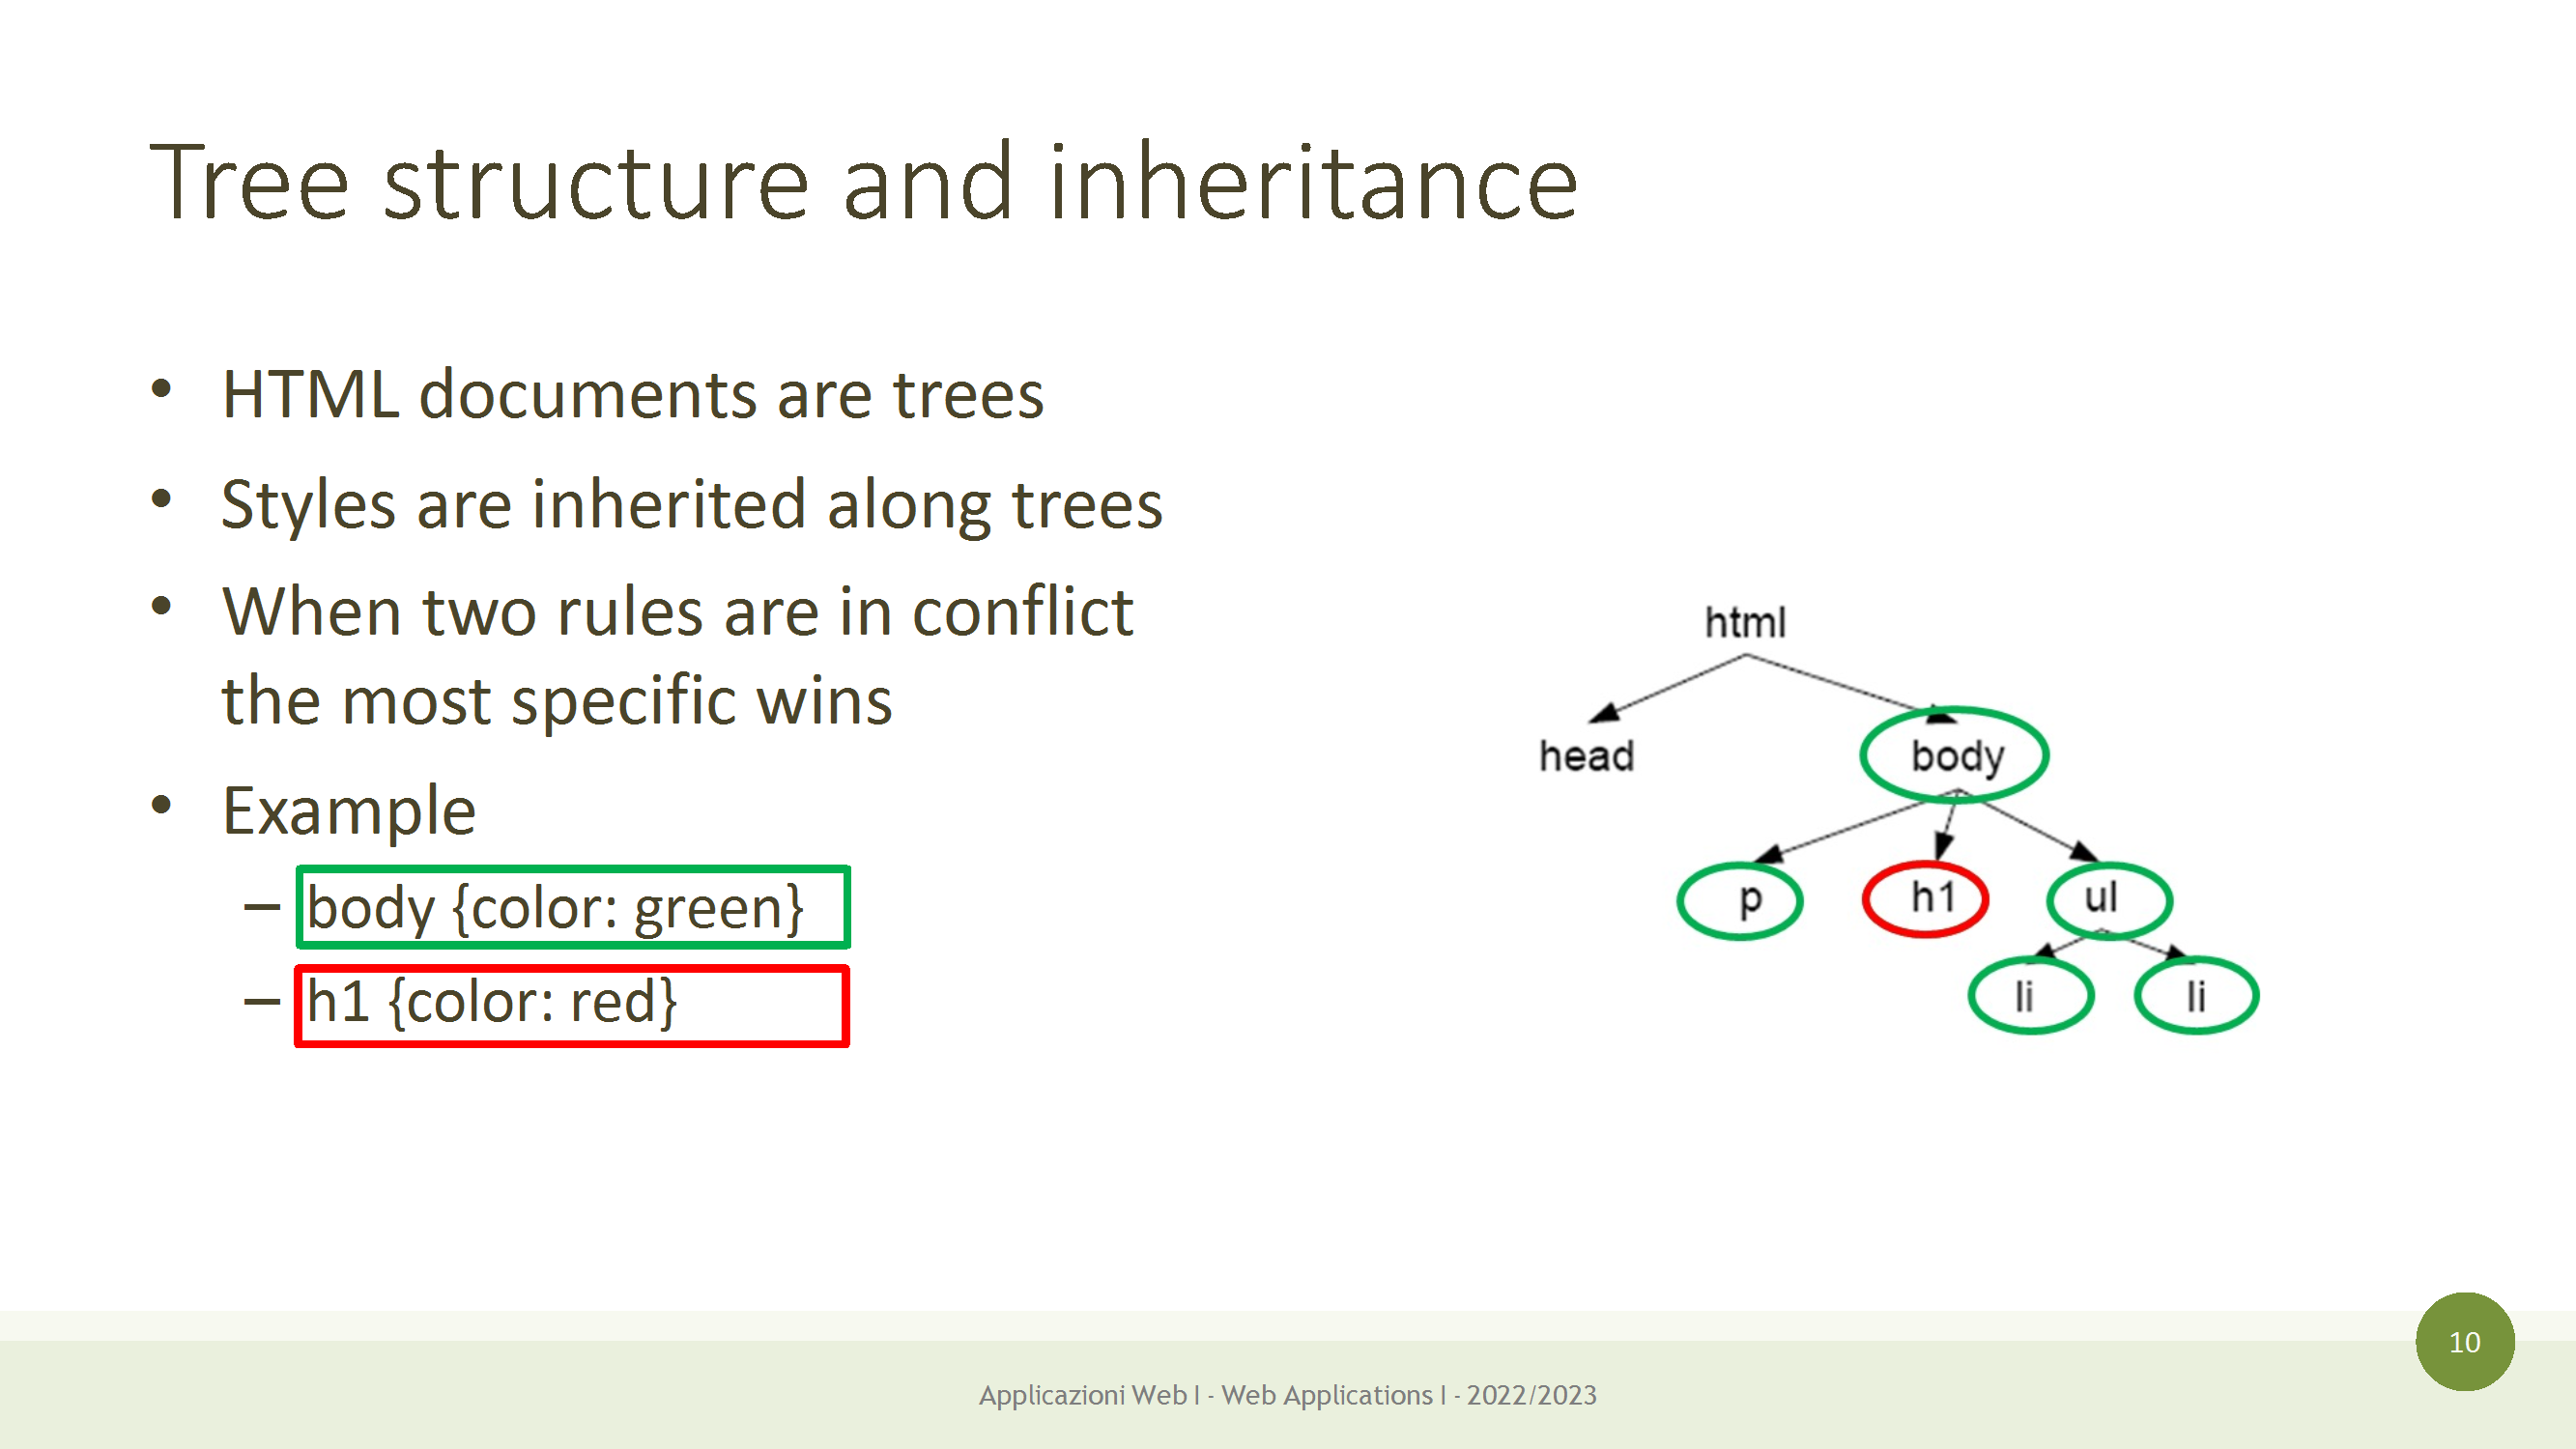 Tree structure and inheritance
• HTML documents are trees
• Styles are inherited along trees
• When two rules are in conflict
the most specific wins
• Example
– body {color: green}
– h1 {color: red}
html
head
body
p
h1
ul
li
li
10
Applicazioni Web I - Web Applications I - 2022/2023